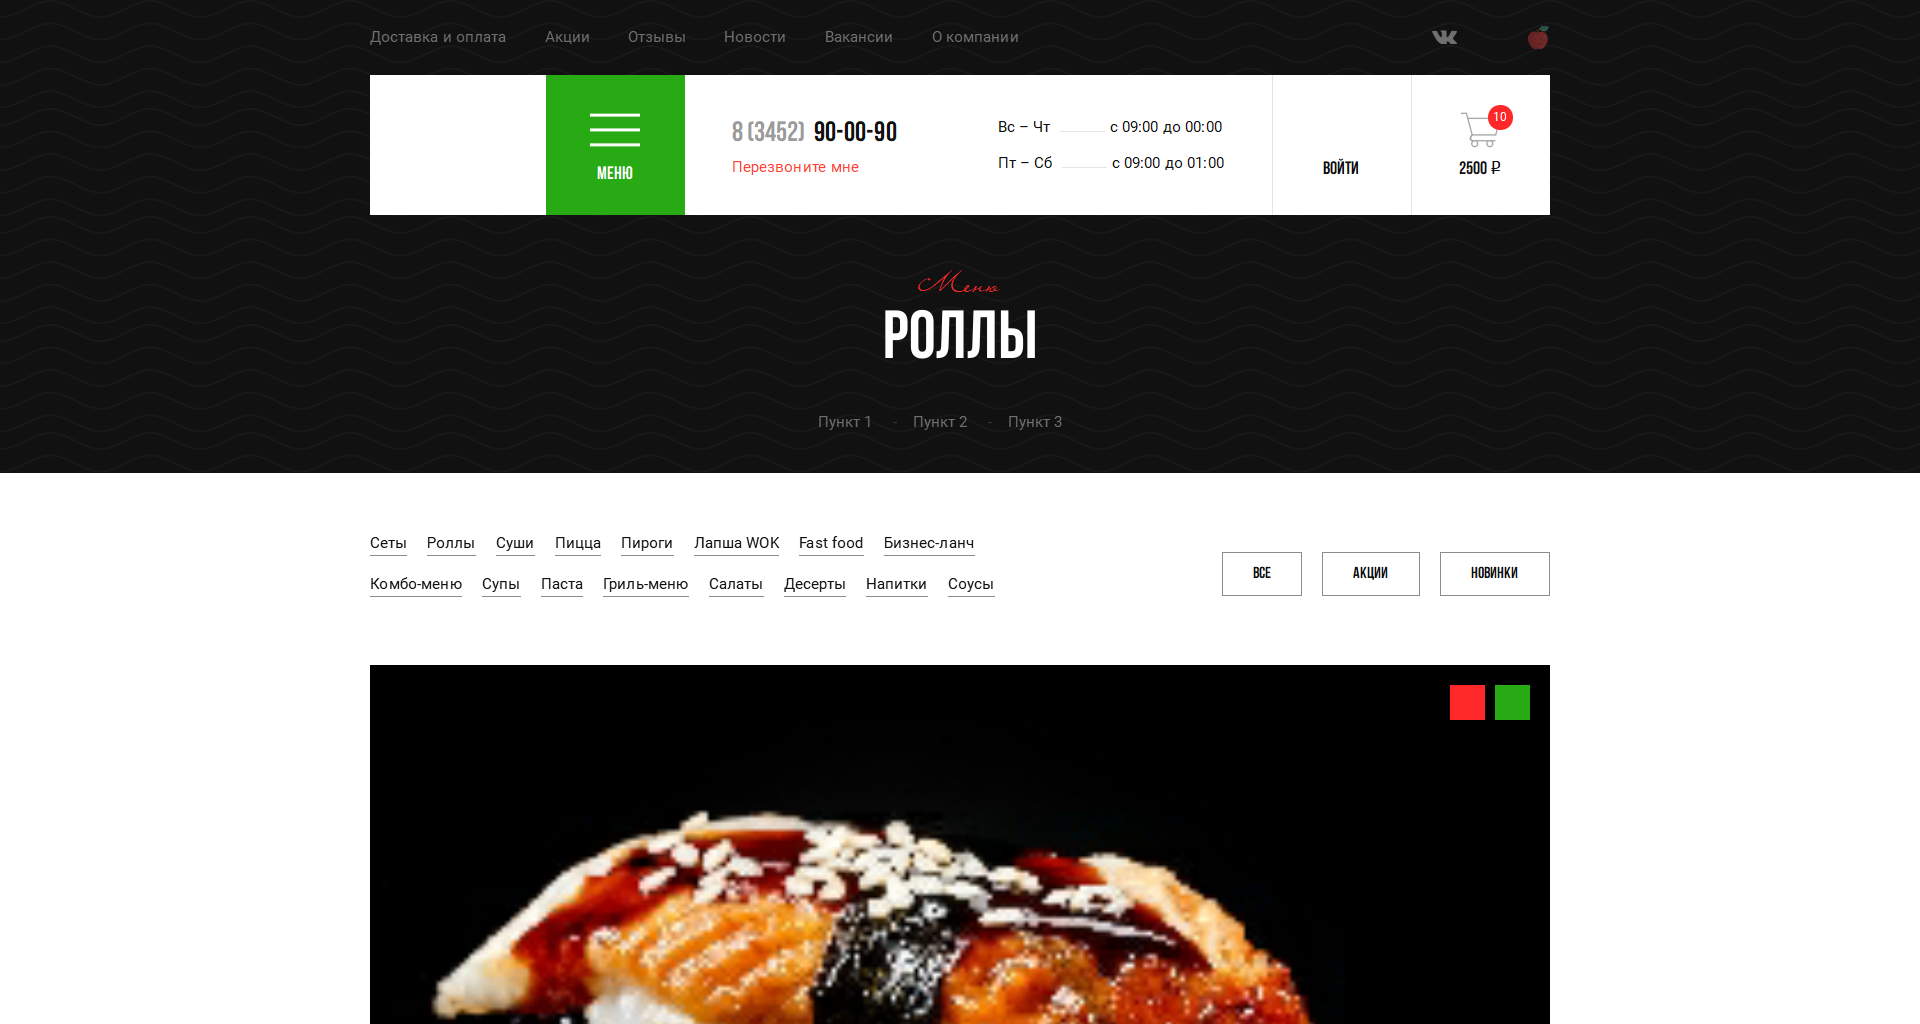 Доставка и оплата Акции Отзывы Новости Вакансии О компании
МЕНЮ
8 (3452) 90-00-90
Перезвоните мне
Вс – Чт с 09:00 до 00:00
Пт – Сб с 09:00 до 01:00
ВОЙТИ
10
2500 ₽
Меню
РОЛЛЫ
Пункт 1 - Пункт 2 - Пункт 3
Сеты Роллы Суши Пицца Пироги Лапша WOK Fast food Бизнес-ланч
Комбо-меню Супы Паста Гриль-меню Салаты Десерты Напитки Соусы
ВСЕ АКЦИИ НОВИНКИ